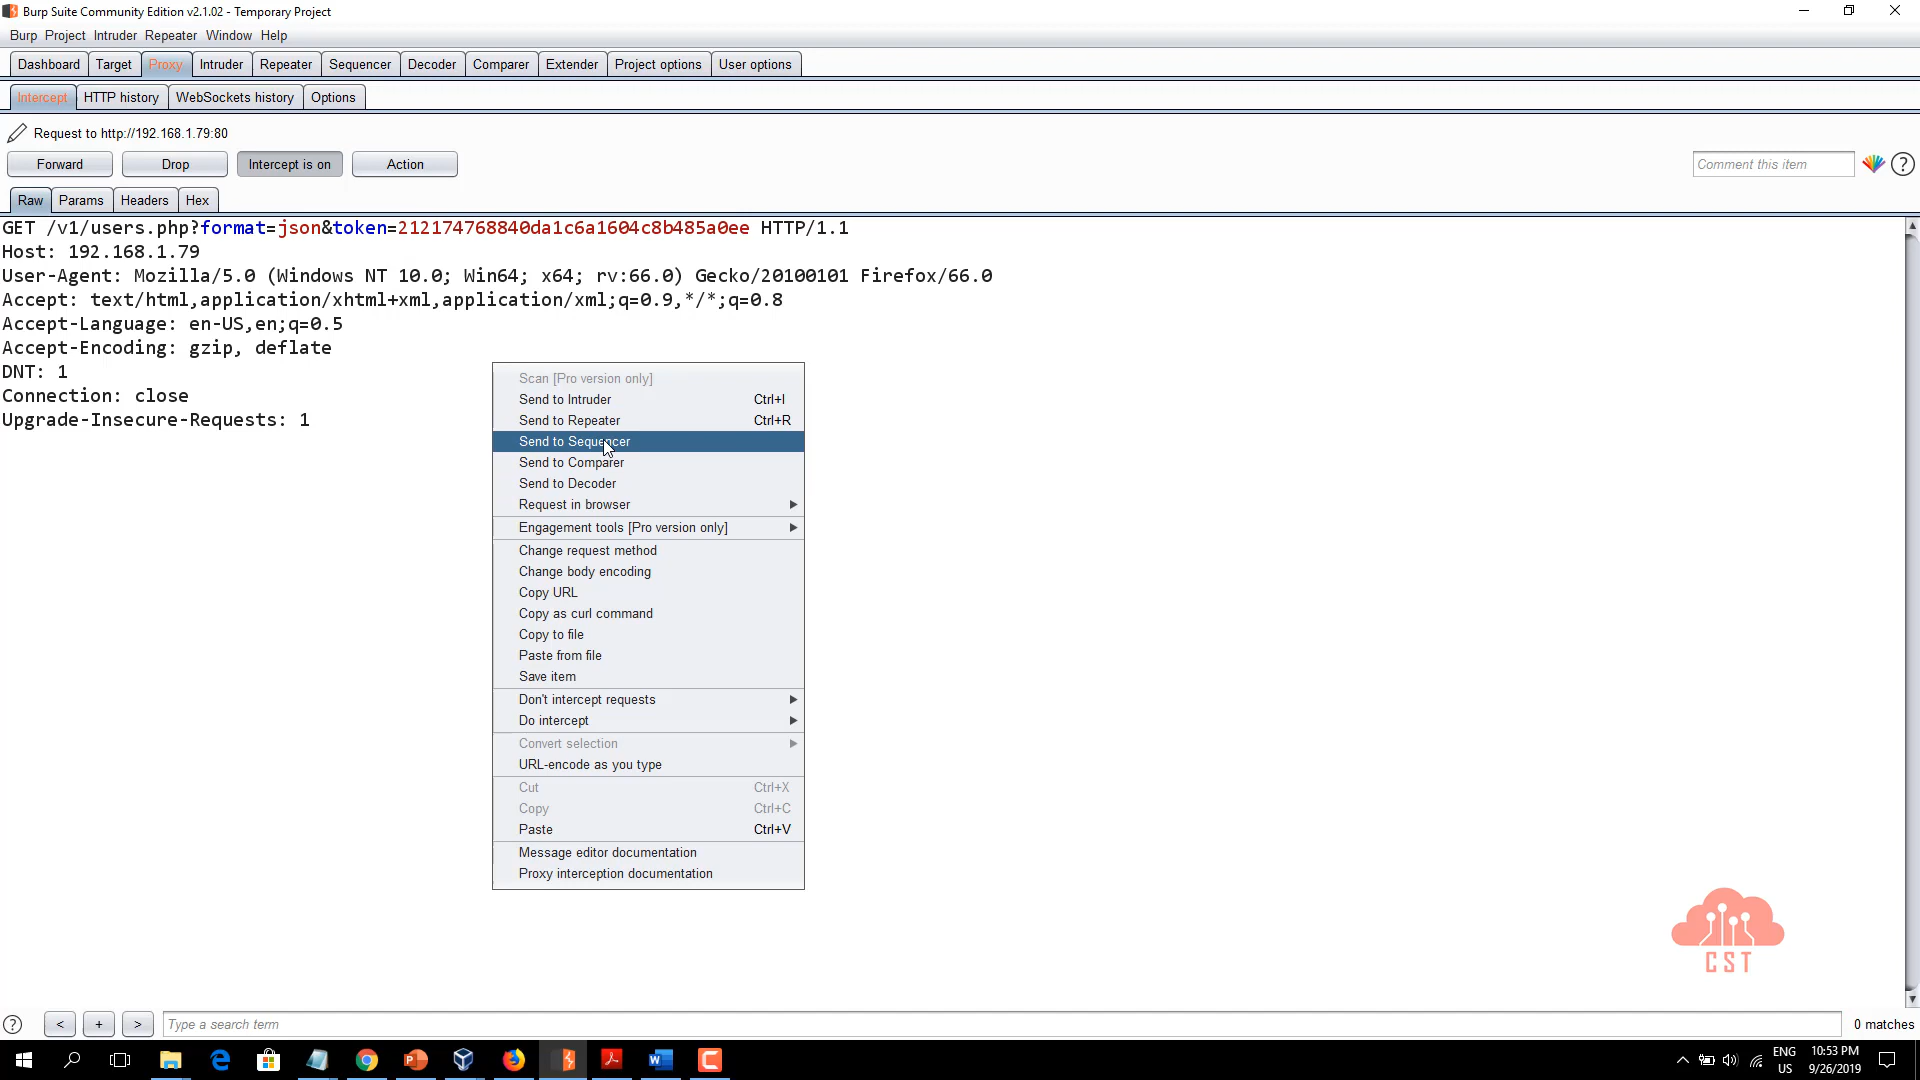 Burp Suite Community Edition v2.1.02 - Temporary Project
Burp Project Intruder Repeater Window Help
Dashboard Target Proxy Intruder Repeater Sequencer Decoder Comparer Extender Project options User options
Intercept HTTP history WebSockets history Options
Request to http://192.168.1.79:80
Forward Drop Intercept is on Action Comment this item ?
Raw Params Headers Hex
GET /v1/users.php?format=json&token=212174768840da1c6a1604c8b485a0ee HTTP/1.1
Host: 192.168.1.79
User-Agent: Mozilla/5.0 (Windows NT 10.0; Win64; x64; rv:66.0) Gecko/20100101 Firefox/66.0
Accept: text/html,application/xhtml+xml,application/xml;q=0.9,*/*;q=0.8
Accept-Language: en-US,en;q=0.5
Accept-Encoding: gzip, deflate
DNT: 1
Connection: close
Upgrade-Insecure-Requests: 1
Scan [Pro version only]
Send to Intruder Ctrl+I
Send to Repeater Ctrl+R
Send to Sequencer
Send to Comparer
Send to Decoder
Request in browser
Engagement tools [Pro version only]
Change request method
Change body encoding
Copy URL
Copy as curl command
Copy to file
Paste from file
Save item
Don't intercept requests
Do intercept
Convert selection
URL-encode as you type
Cut Ctrl+X
Copy Ctrl+C
Paste Ctrl+V
Message editor documentation
Proxy interception documentation
CST
? < + > Type a search term 0 matches
ENG 10:53 PM
US 9/26/2019